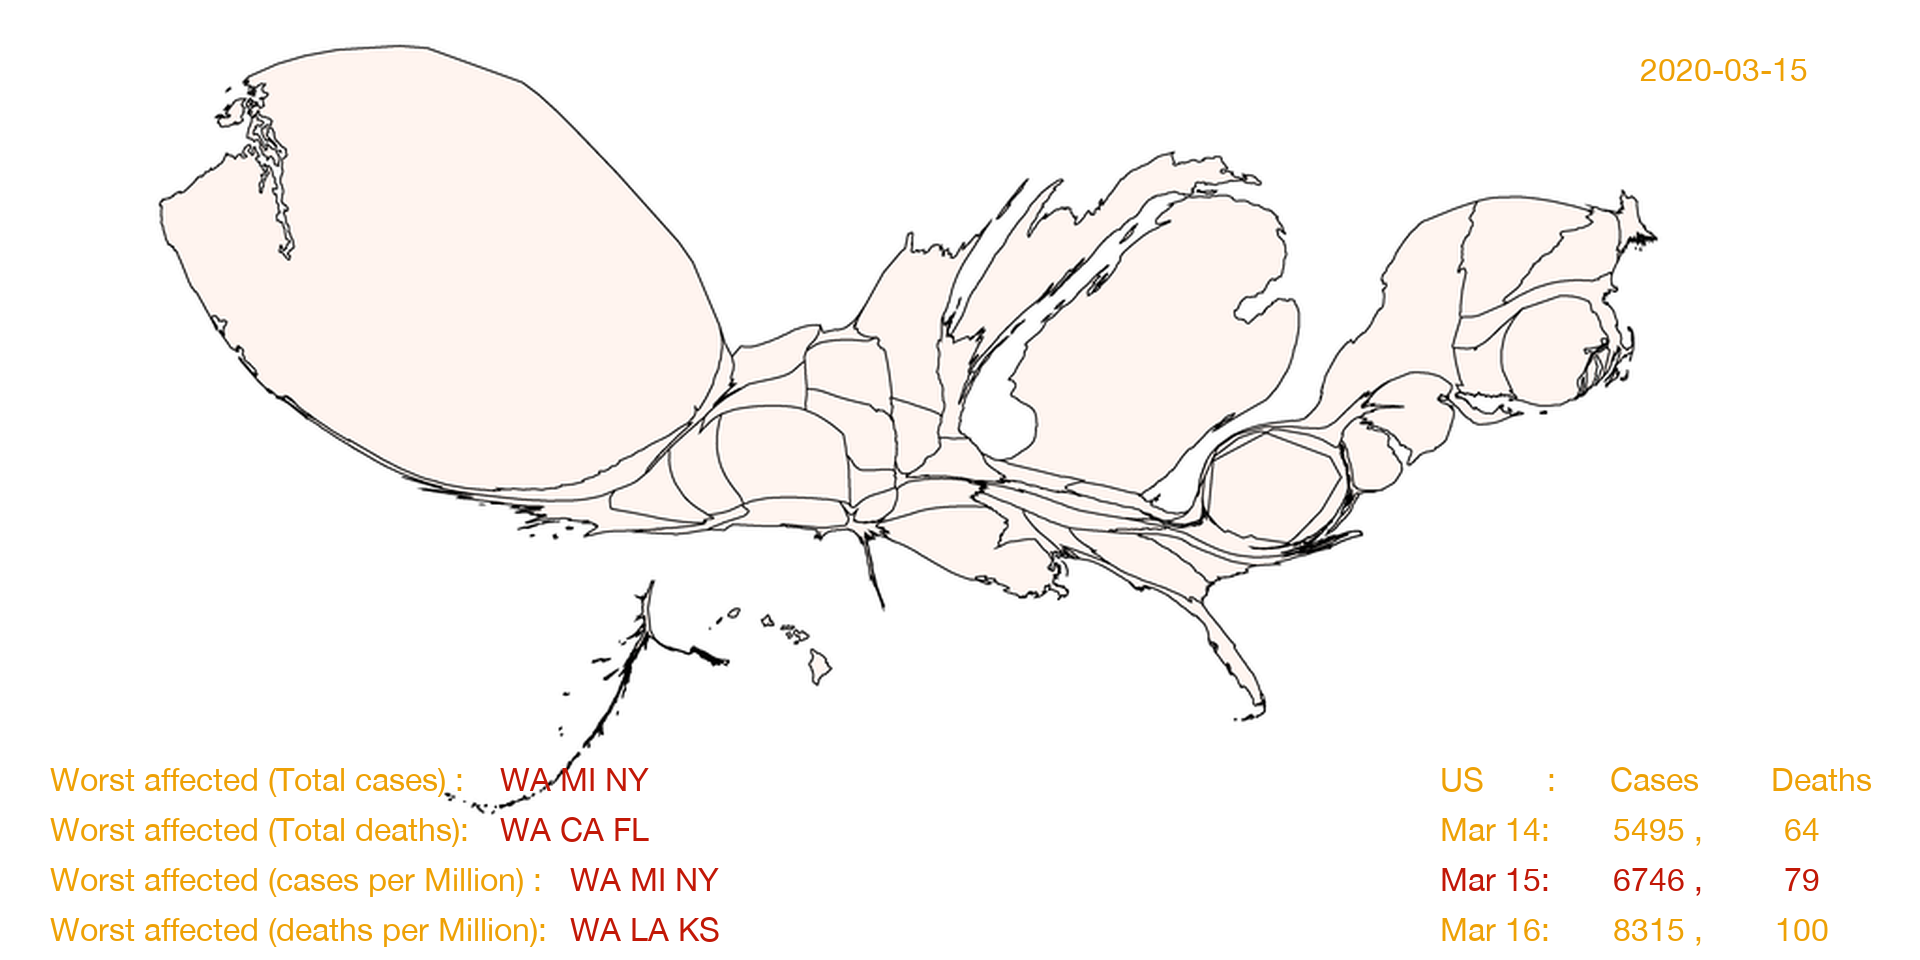 2020-03-15
Worst affected (Total cases) : WA MI NY
Worst affected (Total deaths): WA CA FL
Worst affected (cases per Million) : WA MI NY
Worst affected (deaths per Million): WA LA KS
US : Cases Deaths
Mar 14: 5495 , 64
Mar 15: 6746 , 79
Mar 16: 8315 , 100